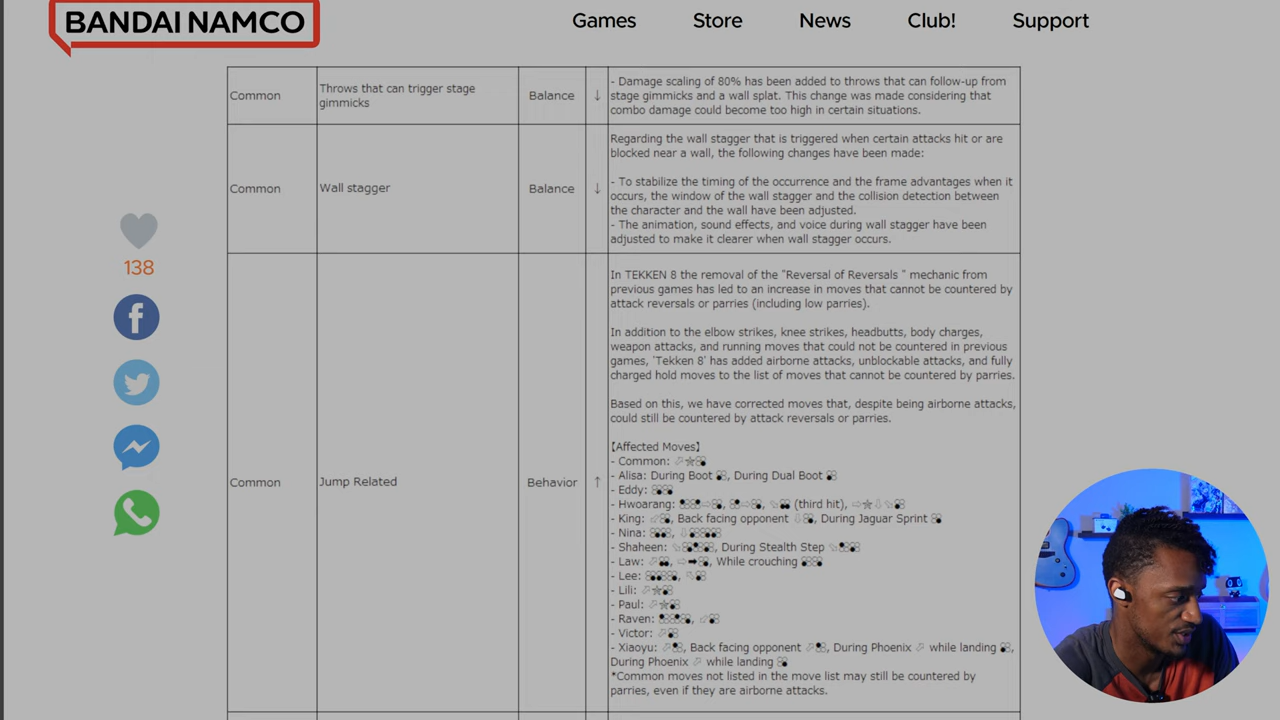 BANDAI NAMCO
Games Store News Club! Support
Common
Throws that can trigger stage
gimmicks
Balance
↓
- Damage scaling of 80% has been added to throws that can follow-up from
stage gimmicks and a wall splat. This change was made considering that
combo damage could become too high in certain situations.
Common
Wall stagger
Balance
↓
Regarding the wall stagger that is triggered when certain attacks hit or are
blocked near a wall, the following changes have been made:
- To stabilize the timing of the occurrence and the frame advantages when it
occurs, the window of the wall stagger and the collision detection between
the character and the wall have been adjusted.
- The animation, sound effects, and voice during wall stagger have been
adjusted to make it clearer when wall stagger occurs.
138
Common
Jump Related
Behavior
↑
In TEKKEN 8 the removal of the "Reversal of Reversals " mechanic from
previous games has led to an increase in moves that cannot be countered by
attack reversals or parries (including low parries).
In addition to the elbow strikes, knee strikes, headbutts, body charges,
weapon attacks, and running moves that could not be countered in previous
games, 'Tekken 8' has added airborne attacks, unblockable attacks, and fully
charged hold moves to the list of moves that cannot be countered by parries.
Based on this, we have corrected moves that, despite being airborne attacks,
could still be countered by attack reversals or parries.
【Affected Moves】
- Common:
- Alisa: During Boot , During Dual Boot
- Eddy:
- Hwoarang: , , (third hit),
- King: , Back facing opponent , During Jaguar Sprint
- Nina: ,
- Shaheen: , During Stealth Step
- Law: , , While crouching
- Lee: ,
- Lili:
- Paul:
- Raven: ,
- Victor:
- Xiaoyu: , Back facing opponent , During Phoenix while landing ,
During Phoenix while landing
*Common moves not listed in the move list may still be countered by
parries, even if they are airborne attacks.